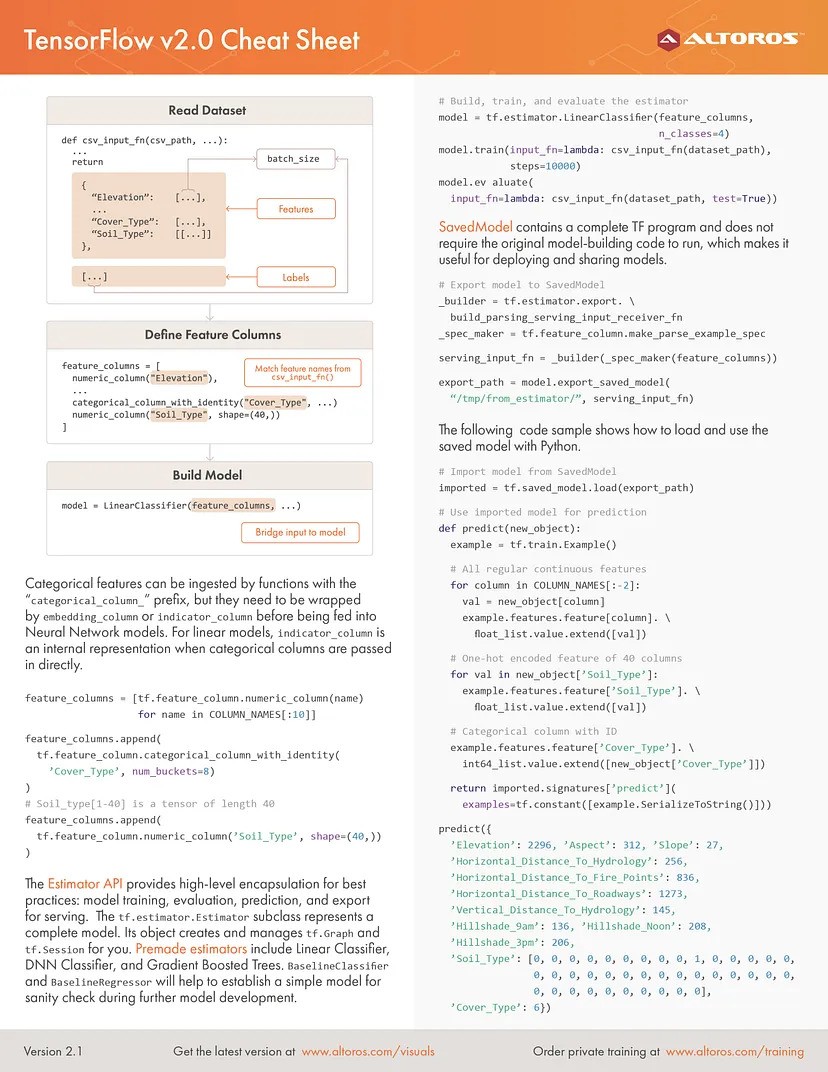 TensorFlow v2.0 Cheat Sheet
ALTOROS
Read Dataset
def csv_input_fn(csv_path, ...):
...
return
batch_size
{
“Elevation”: [...],
...
“Cover_Type”: [...],
“Soil_Type”: [[...]]
},
Features
[...]
Labels
Define Feature Columns
feature_columns = [
numeric_column("Elevation"),
...
categorical_column_with_identity("Cover_Type", ...)
numeric_column("Soil_Type", shape=(40,))
]
Match feature names from
csv_input_fn()
Build Model
model = LinearClassifier(feature_columns, ...)
Bridge input to model
Categorical features can be ingested by functions with the
“categorical_column_” prefix, but they need to be wrapped
by embedding_column or indicator_column before being fed into
Neural Network models. For linear models, indicator_column is
an internal representation when categorical columns are passed
in directly.
feature_columns = [tf.feature_column.numeric_column(name)
for name in COLUMN_NAMES[:10]]
feature_columns.append(
tf.feature_column.categorical_column_with_identity(
’Cover_Type’, num_buckets=8)
)
# Soil_type[1-40] is a tensor of length 40
feature_columns.append(
tf.feature_column.numeric_column(’Soil_Type’, shape=(40,))
)
The Estimator API provides high-level encapsulation for best
practices: model training, evaluation, prediction, and export
for serving. The tf.estimator.Estimator subclass represents a
complete model. Its object creates and manages tf.Graph and
tf.Session for you. Premade estimators include Linear Classifier,
DNN Classifier, and Gradient Boosted Trees. BaselineClassifier
and BaselineRegressor will help to establish a simple model for
sanity check during further model development.
# Build, train, and evaluate the estimator
model = tf.estimator.LinearClassifier(feature_columns,
n_classes=4)
model.train(input_fn=lambda: csv_input_fn(dataset_path),
steps=10000)
model.ev aluate(
input_fn=lambda: csv_input_fn(dataset_path, test=True))
SavedModel contains a complete TF program and does not
require the original model-building code to run, which makes it
useful for deploying and sharing models.
# Export model to SavedModel
_builder = tf.estimator.export. \
build_parsing_serving_input_receiver_fn
_spec_maker = tf.feature_column.make_parse_example_spec
serving_input_fn = _builder(_spec_maker(feature_columns))
export_path = model.export_saved_model(
“/tmp/from_estimator/”, serving_input_fn)
The following code sample shows how to load and use the
saved model with Python.
# Import model from SavedModel
imported = tf.saved_model.load(export_path)
# Use imported model for prediction
def predict(new_object):
example = tf.train.Example()
# All regular continuous features
for column in COLUMN_NAMES[:-2]:
val = new_object[column]
example.features.feature[column]. \
float_list.value.extend([val])
# One-hot encoded feature of 40 columns
for val in new_object[’Soil_Type’]:
example.features.feature[’Soil_Type’]. \
float_list.value.extend([val])
# Categorical column with ID
example.features.feature[’Cover_Type’]. \
int64_list.value.extend([new_object[’Cover_Type’]])
return imported.signatures[’predict’](
examples=tf.constant([example.SerializeToString()]))
predict({
’Elevation’: 2296, ’Aspect’: 312, ’Slope’: 27,
’Horizontal_Distance_To_Hydrology’: 256,
’Horizontal_Distance_To_Fire_Points’: 836,
’Horizontal_Distance_To_Roadways’: 1273,
’Vertical_Distance_To_Hydrology’: 145,
’Hillshade_9am’: 136, ’Hillshade_Noon’: 208,
’Hillshade_3pm’: 206,
’Soil_Type’: [0, 0, 0, 0, 0, 0, 0, 0, 0, 1, 0, 0, 0, 0, 0,
0, 0, 0, 0, 0, 0, 0, 0, 0, 0, 0, 0, 0, 0, 0,
0, 0, 0, 0, 0, 0, 0, 0, 0, 0],
’Cover_Type’: 6})
Version 2.1
Get the latest version at www.altoros.com/visuals
Order private training at www.altoros.com/training